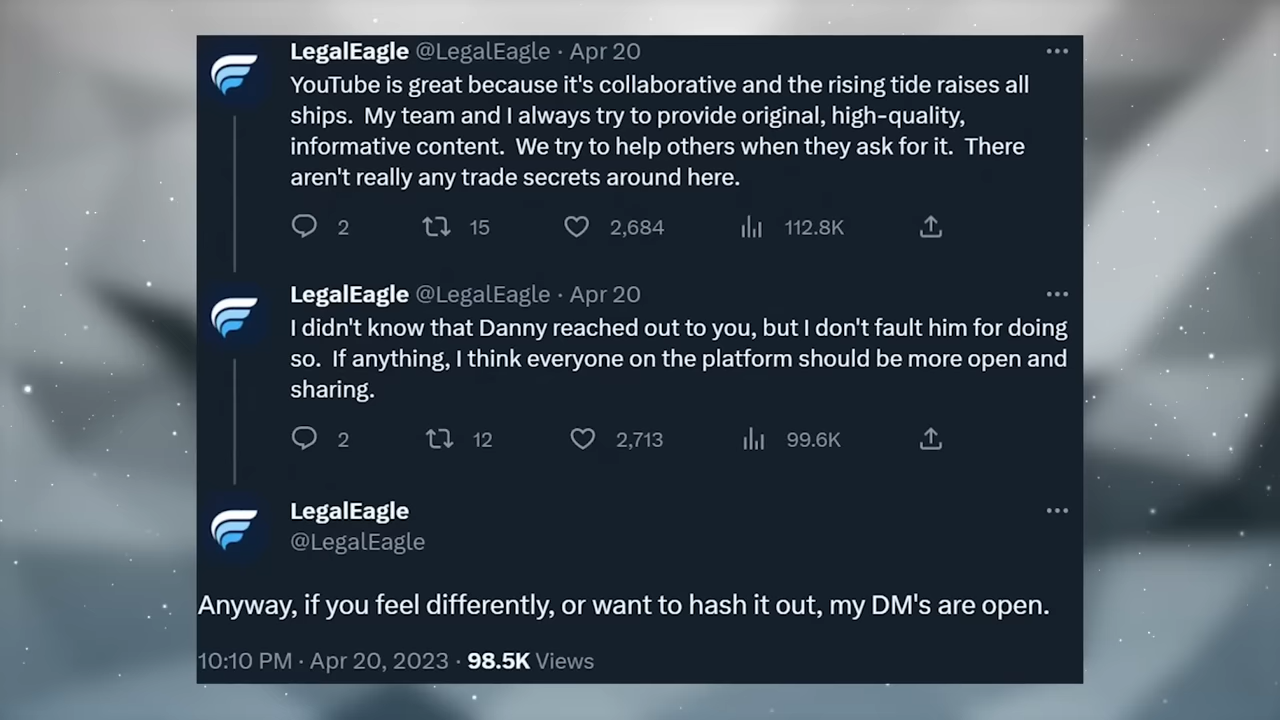 LegalEagle @LegalEagle · Apr 20
YouTube is great because it's collaborative and the rising tide raises all
ships.  My team and I always try to provide original, high-quality,
informative content.  We try to help others when they ask for it.  There
aren't really any trade secrets around here.
2 15 2,684 112.8K
LegalEagle @LegalEagle · Apr 20
I didn't know that Danny reached out to you, but I don't fault him for doing
so.  If anything, I think everyone on the platform should be more open and
sharing.
2 12 2,713 99.6K
LegalEagle
@LegalEagle
Anyway, if you feel differently, or want to hash it out, my DM's are open.
10:10 PM · Apr 20, 2023 · 98.5K Views